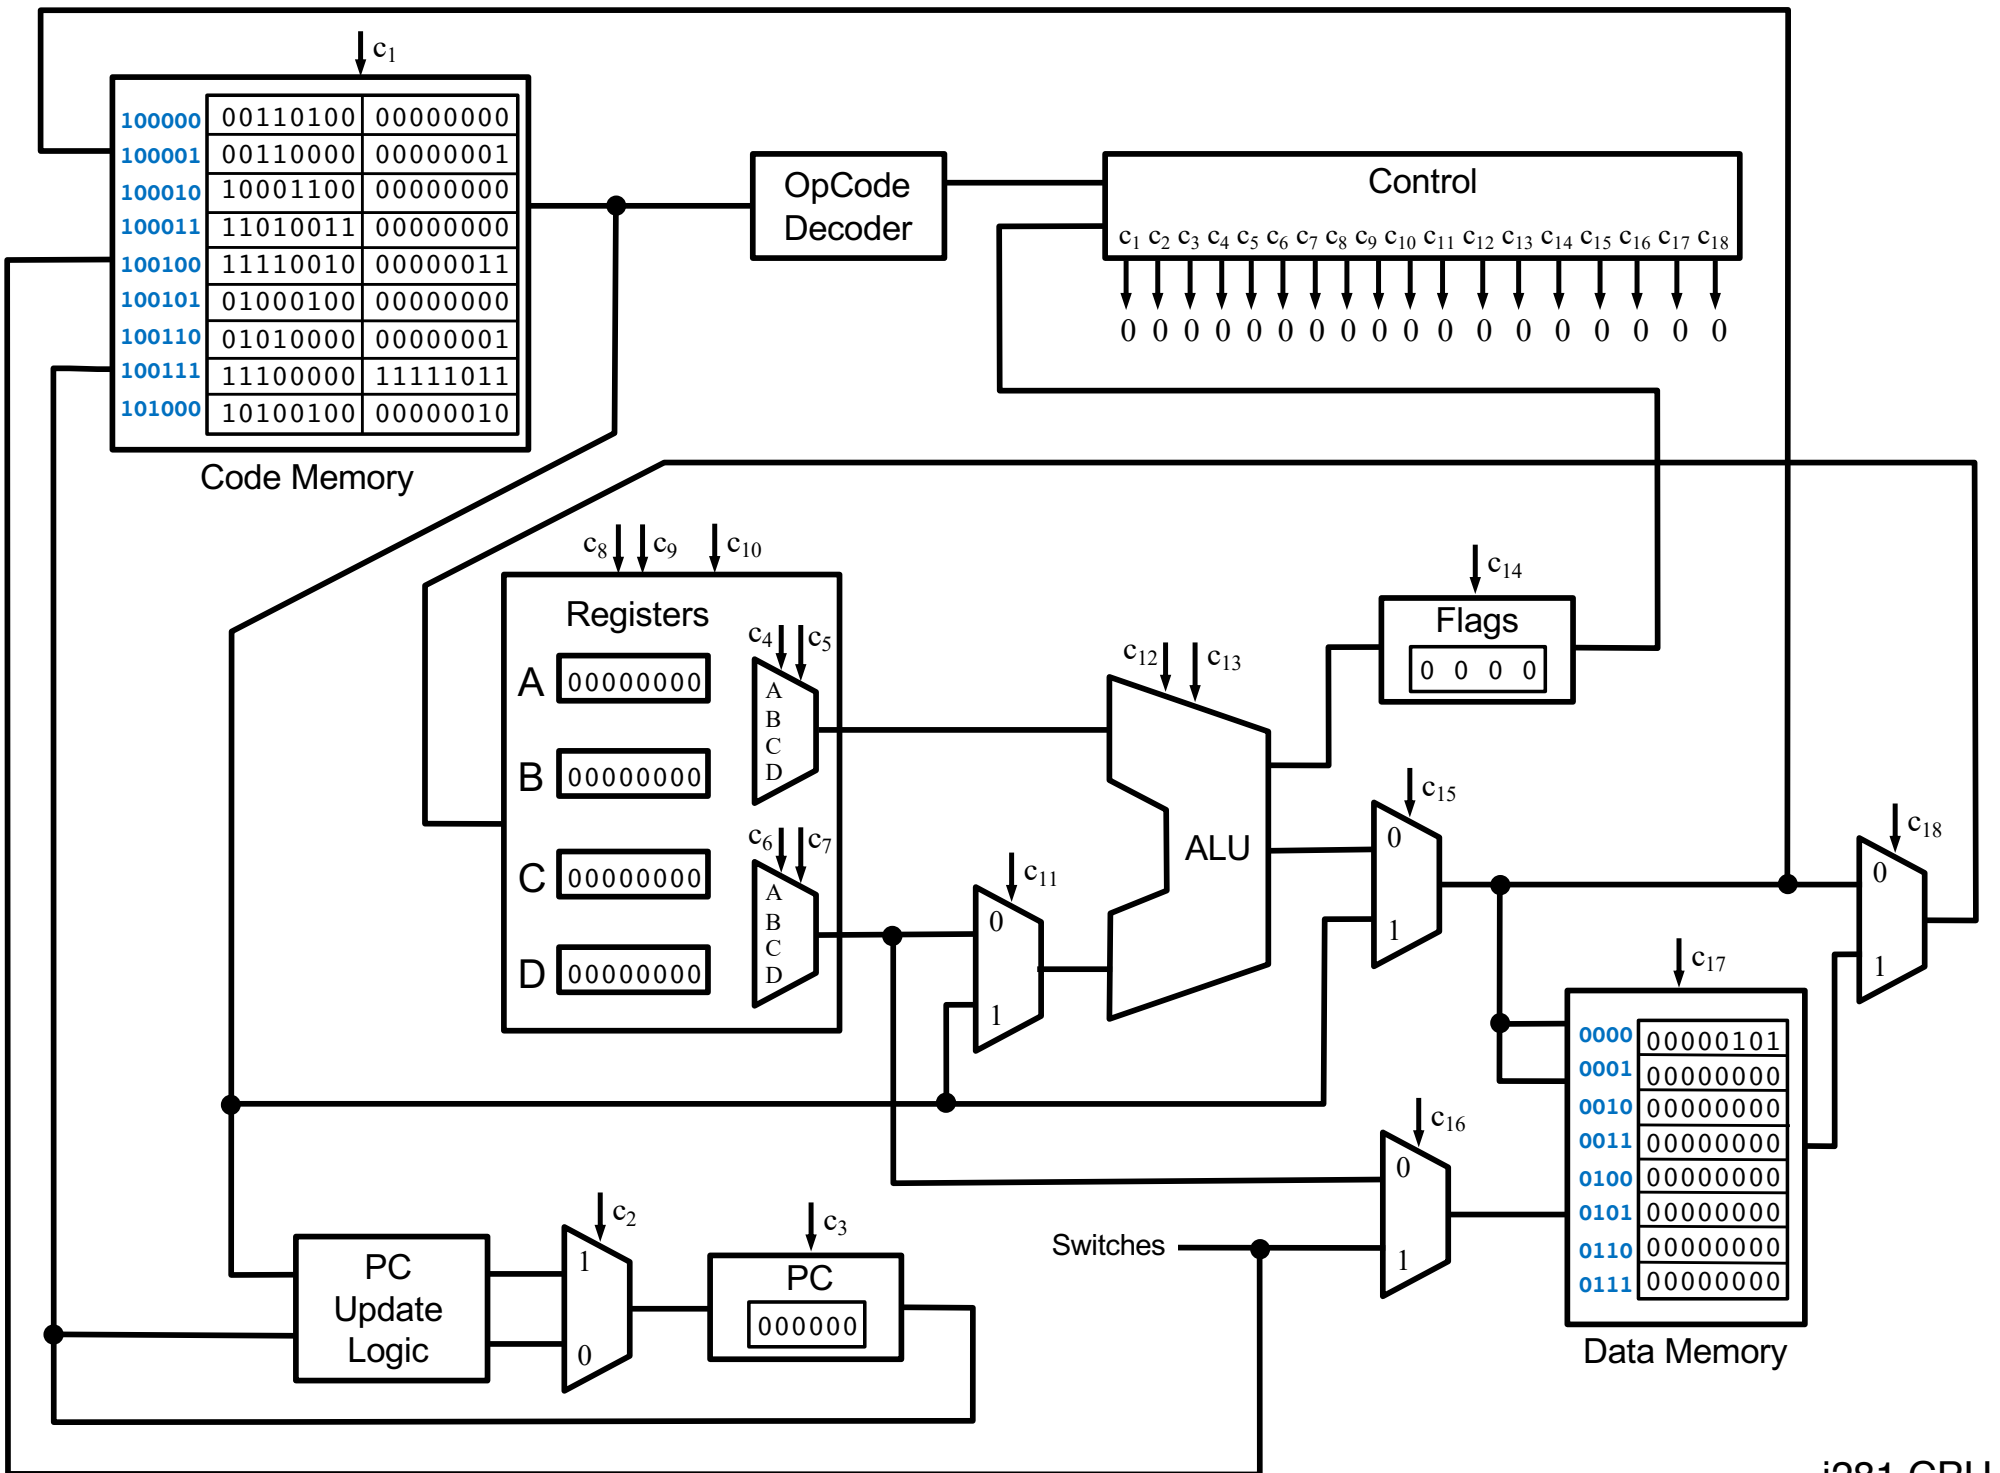 c1
100000 00110100 00000000
100001 00110000 00000001
100010 10001100 00000000
100011 11010011 00000000
100100 11110010 00000011
100101 01000100 00000000
100110 01010000 00000001
100111 11100000 11111011
101000 10100100 00000010
Code Memory
OpCode
Decoder
Control
c1 c2 c3 c4 c5 c6 c7 c8 c9 c10 c11 c12 c13 c14 c15 c16 c17 c18
0 0 0 0 0 0 0 0 0 0 0 0 0 0 0 0 0 0
c8 c9 c10
Registers
A 00000000
B 00000000
C 00000000
D 00000000
c4 c5
A
B
C
D
c6 c7
A
B
C
D
c11
0
1
c12 c13
ALU
c14
Flags
0 0 0 0
c15
0
1
c18
0
1
c17
0000 00000101
0001 00000000
0010 00000000
0011 00000000
0100 00000000
0101 00000000
0110 00000000
0111 00000000
Data Memory
c16
0
1
Switches
PC
Update
Logic
c2
1
0
c3
PC
000000